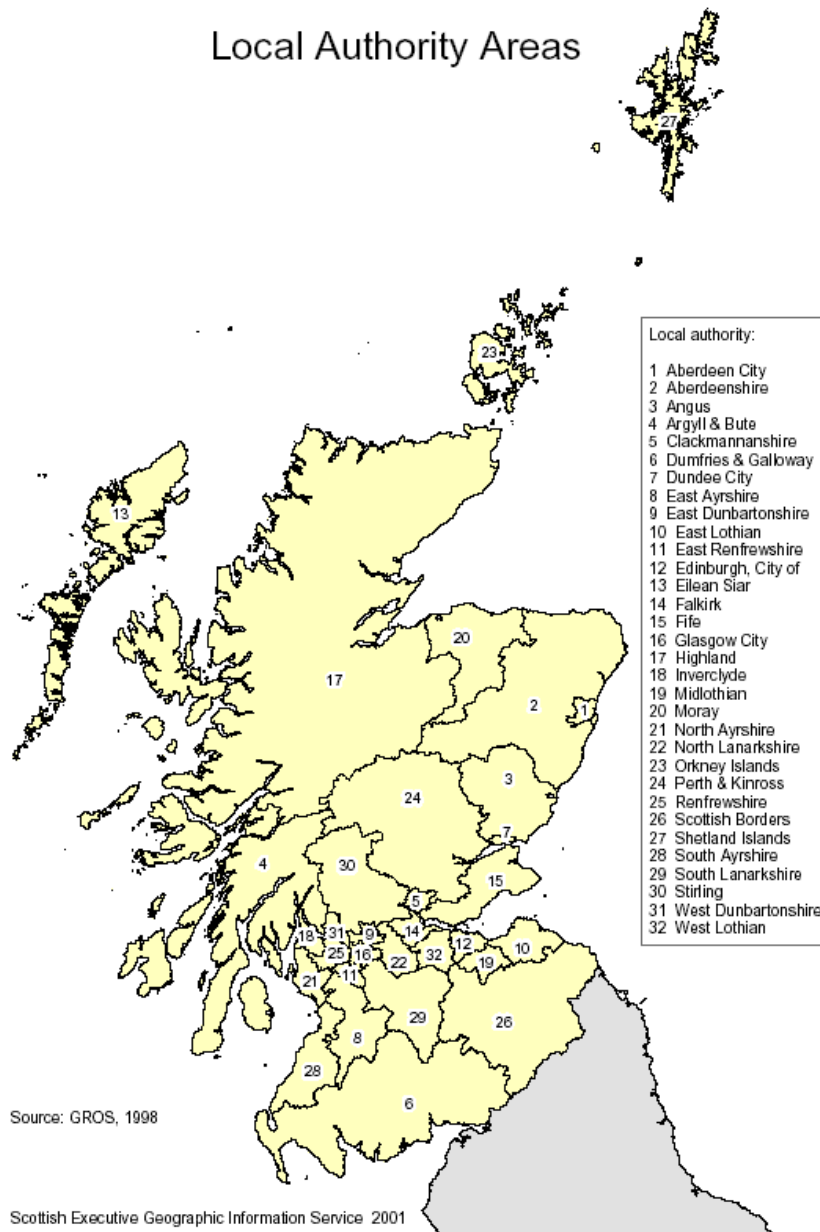 Local Authority Areas
27
23
Local authority:
1 Aberdeen City
2 Aberdeenshire
3 Angus
4 Argyll & Bute
5 Clackmannanshire
6 Dumfries & Galloway
7 Dundee City
8 East Ayrshire
9 East Dunbartonshire
10 East Lothian
11 East Renfrewshire
12 Edinburgh, City of
13 Eilean Siar
14 Falkirk
15 Fife
16 Glasgow City
17 Highland
18 Inverclyde
19 Midlothian
20 Moray
21 North Ayrshire
22 North Lanarkshire
23 Orkney Islands
24 Perth & Kinross
25 Renfrewshire
26 Scottish Borders
27 Shetland Islands
28 South Ayrshire
29 South Lanarkshire
30 Stirling
31 West Dunbartonshire
32 West Lothian
13
20
17
2
1
3
24
7
4
30
15
5
18
31
9
14
12
10
25
16
22
32
19
21
11
29
26
8
28
6
Source: GROS, 1998
Scottish Executive Geographic Information Service 2001